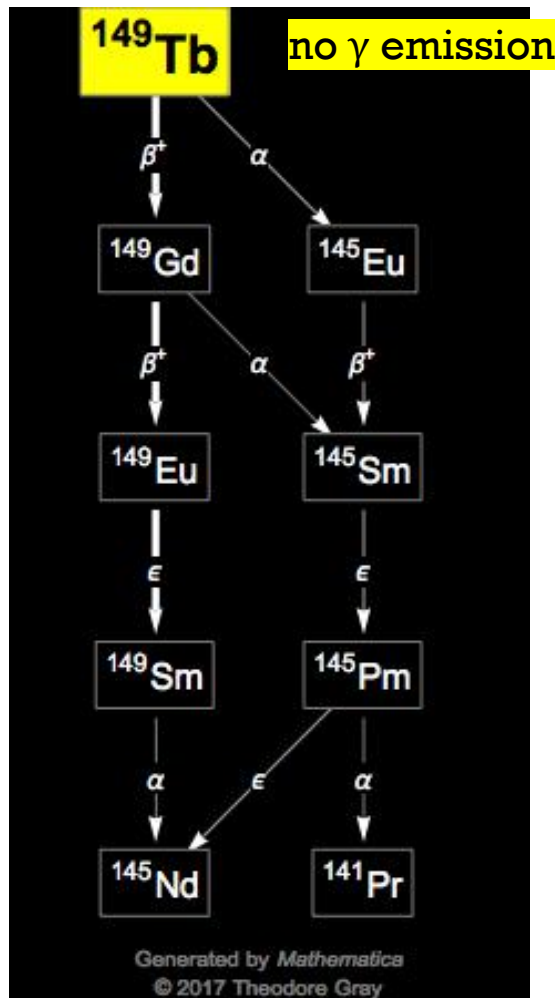 149Tb
no γ emission
β+ α
149Gd 145Eu
β+ α β+
149Eu 145Sm
ϵ ϵ
149Sm 145Pm
α ϵ α
145Nd 141Pr
Generated by Mathematica
© 2017 Theodore Gray